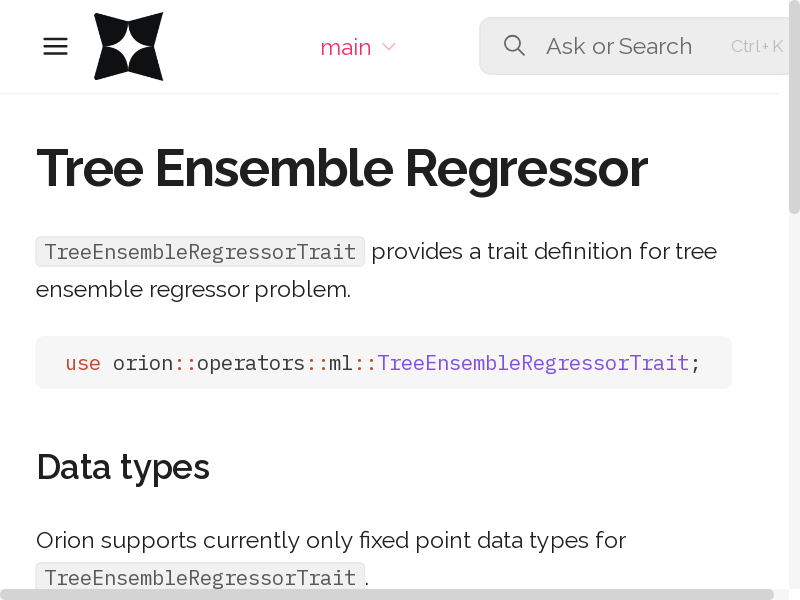 main
Ask or Search
Ctrl+K
Tree Ensemble Regressor
TreeEnsembleRegressorTrait provides a trait definition for tree
ensemble regressor problem.
use orion::operators::ml::TreeEnsembleRegressorTrait;
Data types
Orion supports currently only fixed point data types for
TreeEnsembleRegressorTrait.